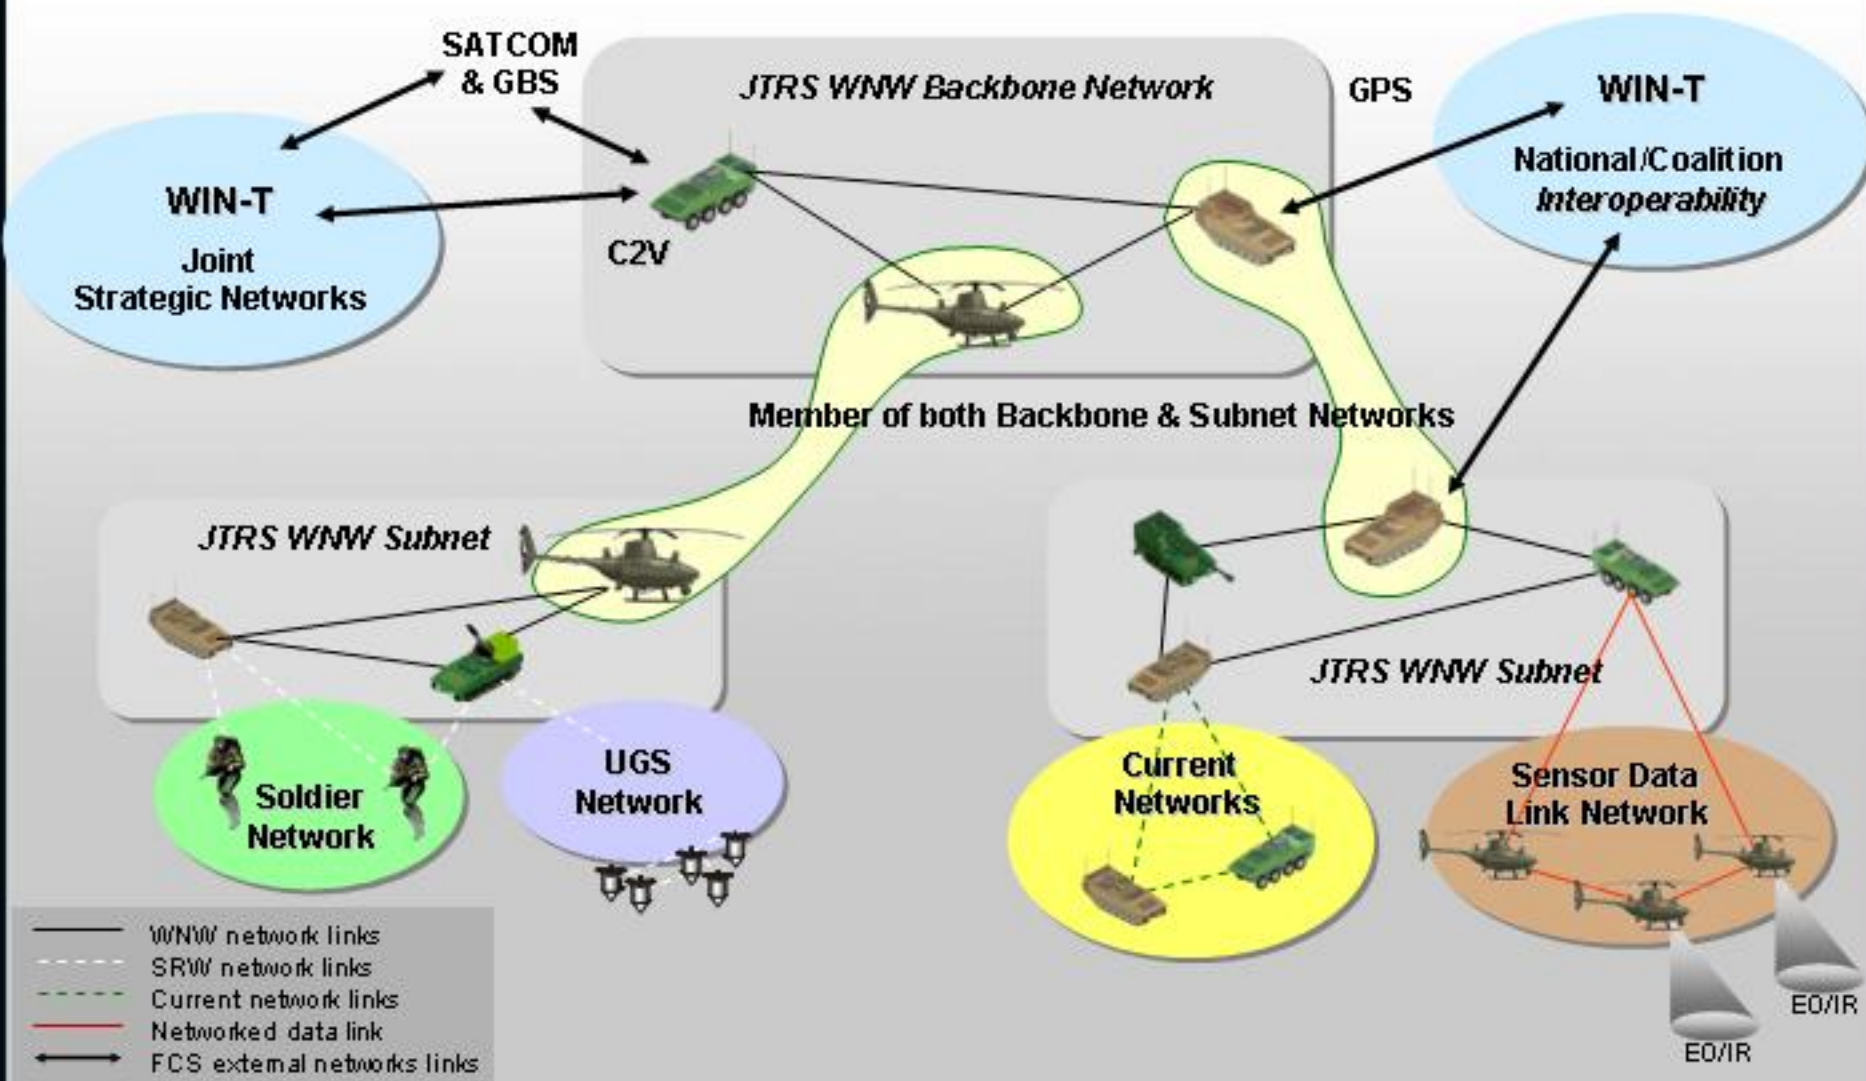 SATCOM
& GBS
JTRS WNW Backbone Network
GPS
WIN-T
National/Coalition
Interoperability
WIN-T
Joint
Strategic Networks
C2V
Member of both Backbone & Subnet Networks
JTRS WNW Subnet
JTRS WNW Subnet
Soldier
Network
UGS
Network
Current
Networks
Sensor Data
Link Network
EO/IR
EO/IR
WNW network links
SRW network links
Current network links
Networked data link
FCS external networks links